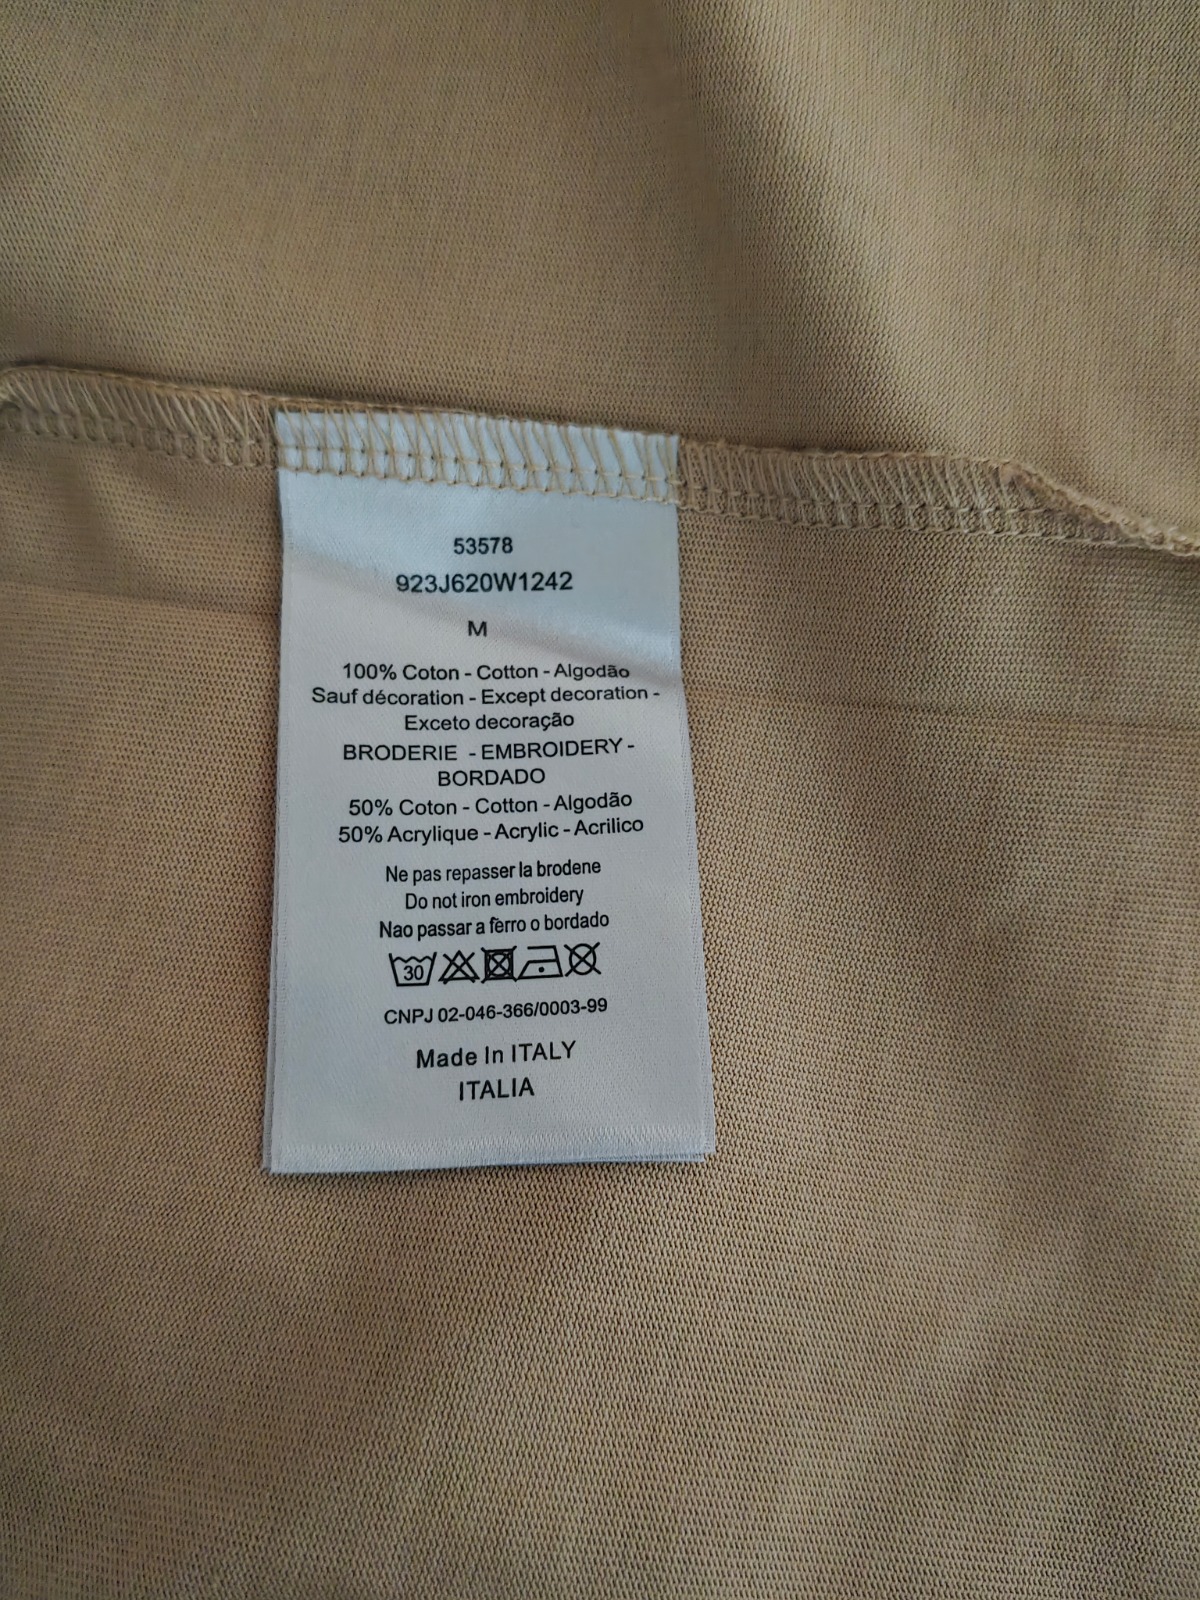 53578
923J620W1242
M
100% Coton - Cotton - Algodão
Sauf décoration - Except decoration -
Exceto decoração
BRODERIE - EMBROIDERY -
BORDADO
50% Coton - Cotton - Algodão
50% Acrylique - Acrylic - Acrilico
Ne pas repasser la brodene
Do not iron embroidery
Nao passar a fèrro o bordado
30
CNPJ 02-046-366/0003-99
Made In ITALY
ITALIA